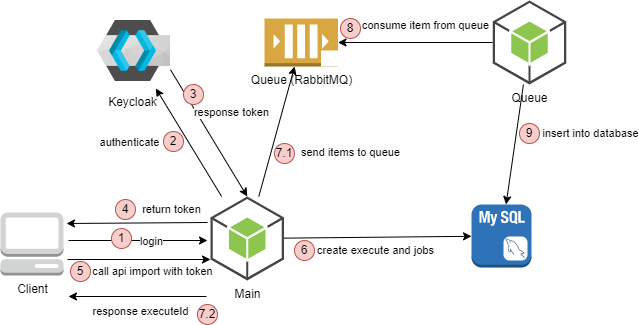 8 consume item from queue
Keycloak
Queue (RabbitMQ)
Queue
3
response token
authenticate 2
7.1 send items to queue
9 insert into database
4 return token
My SQL
1 login
6 create execute and jobs
5 call api import with token
Client
Main
response executeId 7.2